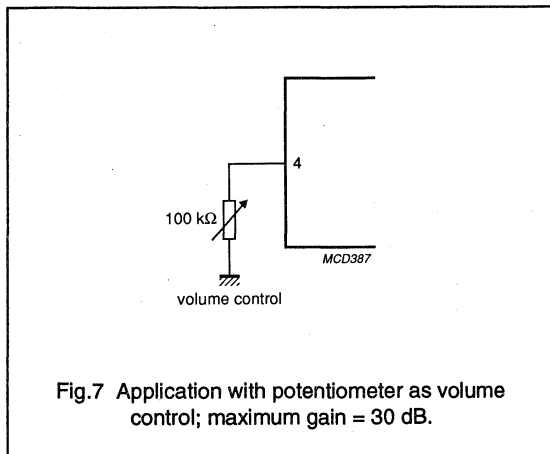 4
100 kΩ
MCD387
volume control
Fig.7 Application with potentiometer as volume
control; maximum gain = 30 dB.